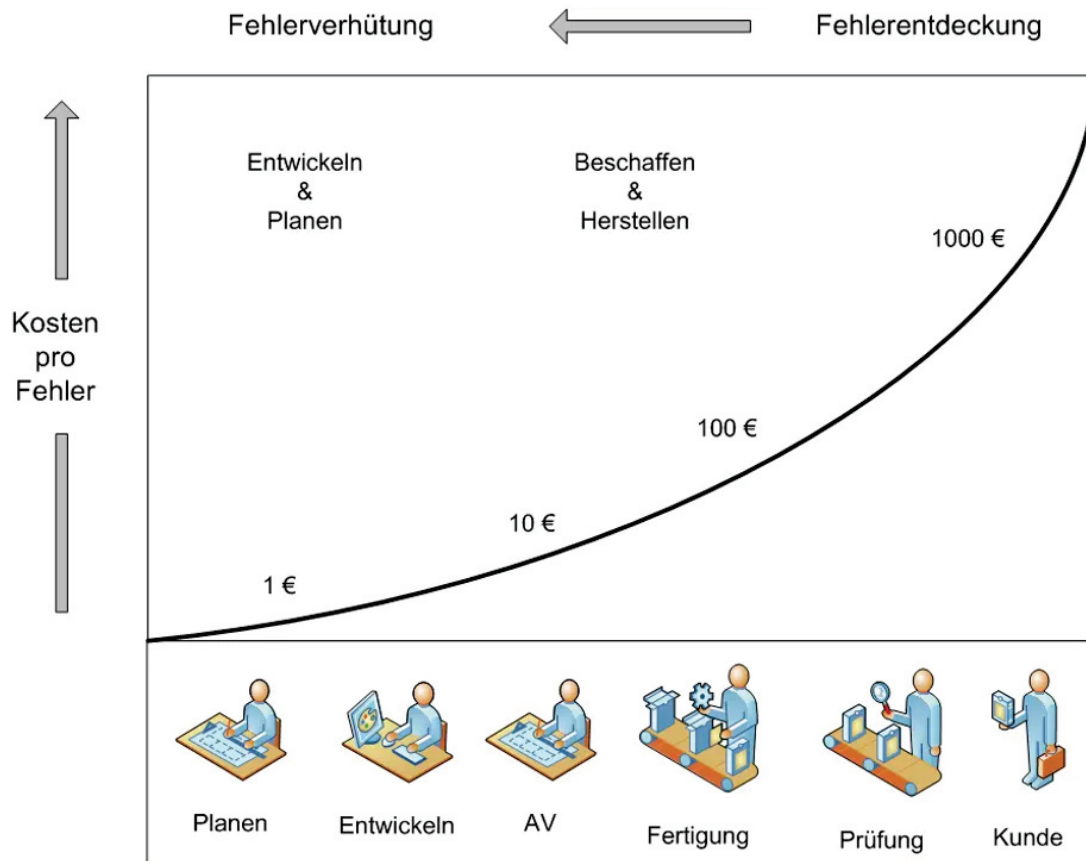 Fehlerverhütung
Fehlerentdeckung
Entwickeln
&
Planen
Beschaffen
&
Herstellen
1000 €
Kosten
pro
Fehler
100 €
10 €
1 €
Planen
Entwickeln
AV
Fertigung
Prüfung
Kunde